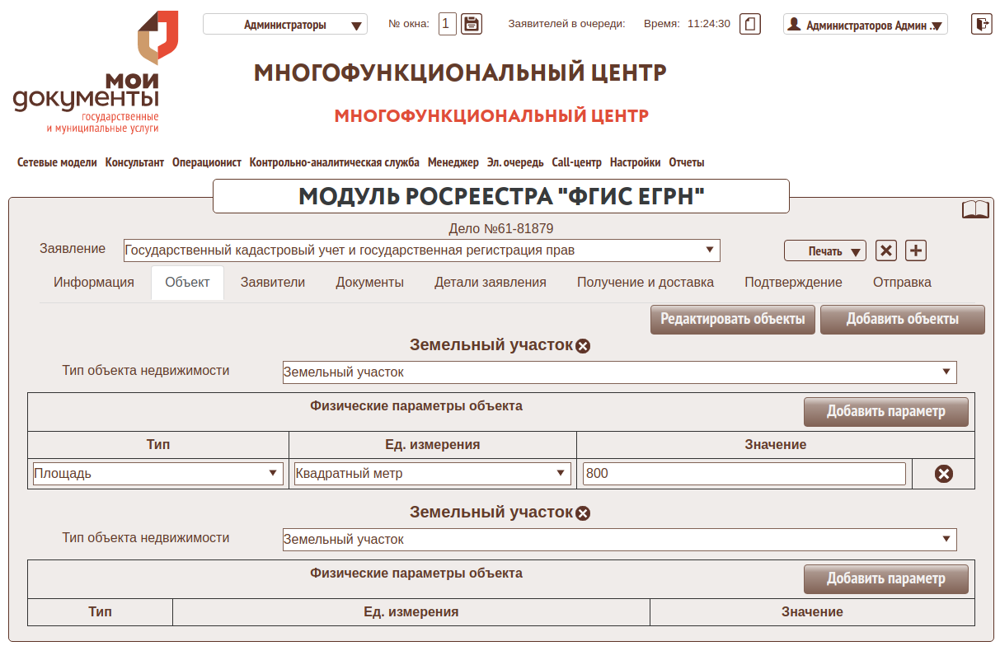 мои
документы
государственные
и муниципальные услуги
Администраторы
№ окна: 1
Заявителей в очереди:
Время: 11:24:30
Администраторов Админ ..
МНОГОФУНКЦИОНАЛЬНЫЙ ЦЕНТР
МНОГОФУНКЦИОНАЛЬНЫЙ ЦЕНТР
Сетевые модели Консультант Операционист Контрольно-аналитическая служба Менеджер Эл. очередь Call-центр Настройки Отчеты
МОДУЛЬ РОСРЕЕСТРА "ФГИС ЕГРН"
Дело №61-81879
Заявление Государственный кадастровый учет и государственная регистрация прав Печать
Информация Объект Заявители Документы Детали заявления Получение и доставка Подтверждение Отправка
Редактировать объекты Добавить объекты
Земельный участок
Тип объекта недвижимости Земельный участок
Физические параметры объекта Добавить параметр
Тип Ед. измерения Значение
Площадь Квадратный метр 800
Земельный участок
Тип объекта недвижимости Земельный участок
Физические параметры объекта Добавить параметр
Тип Ед. измерения Значение